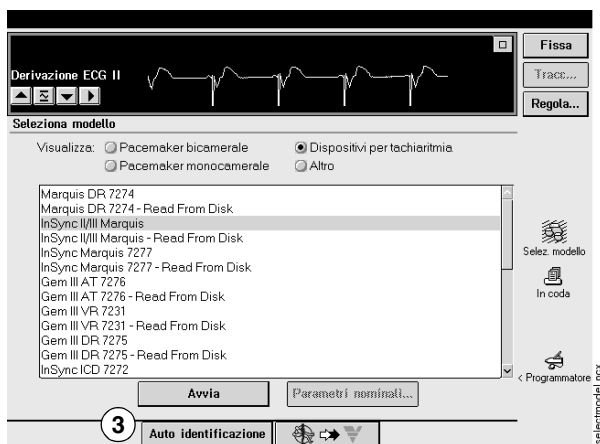 Derivazione ECG II
Fissa
Tracc...
Regola...
Seleziona modello
Visualizza:
Pacemaker bicamerale
Dispositivi per tachiaritmia
Pacemaker monocamerale
Altro
Marquis DR 7274
Marquis DR 7274 - Read From Disk
InSync II/III Marquis
InSync II/III Marquis - Read From Disk
InSync Marquis 7277
InSync Marquis 7277 - Read From Disk
Gem III AT 7276
Gem III AT 7276 - Read From Disk
Gem III VR 7231
Gem III VR 7231 - Read From Disk
Gem III DR 7275
Gem III DR 7275 - Read From Disk
InSync ICD 7272
Selez. modello
In coda
< Programmatore
Avvia
Parametri nominali...
3
Auto identificazione
selectmodel.pcx